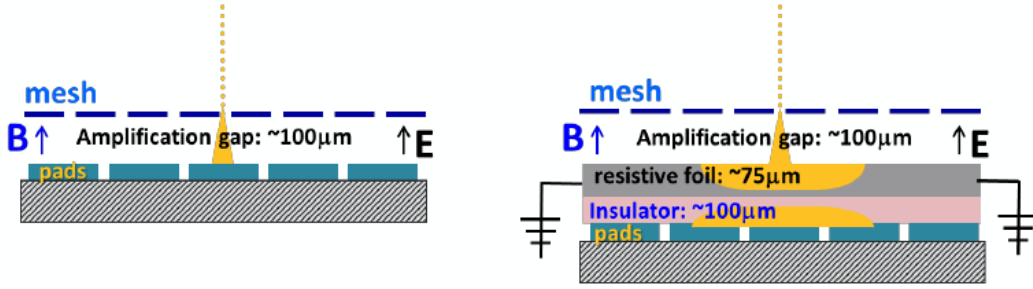 mesh
B ↑ Amplification gap: ~100μm ↑ E
pads
mesh
B ↑ Amplification gap: ~100μm ↑ E
resistive foil: ~75μm
Insulator: ~100μm
pads